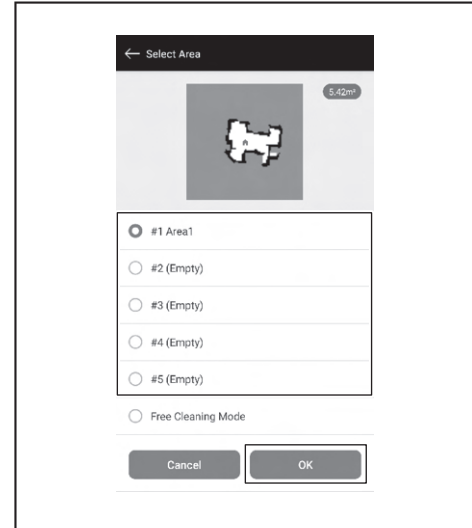 ← Select Area
5.42m²
#1 Area1
#2 (Empty)
#3 (Empty)
#4 (Empty)
#5 (Empty)
Free Cleaning Mode
Cancel OK